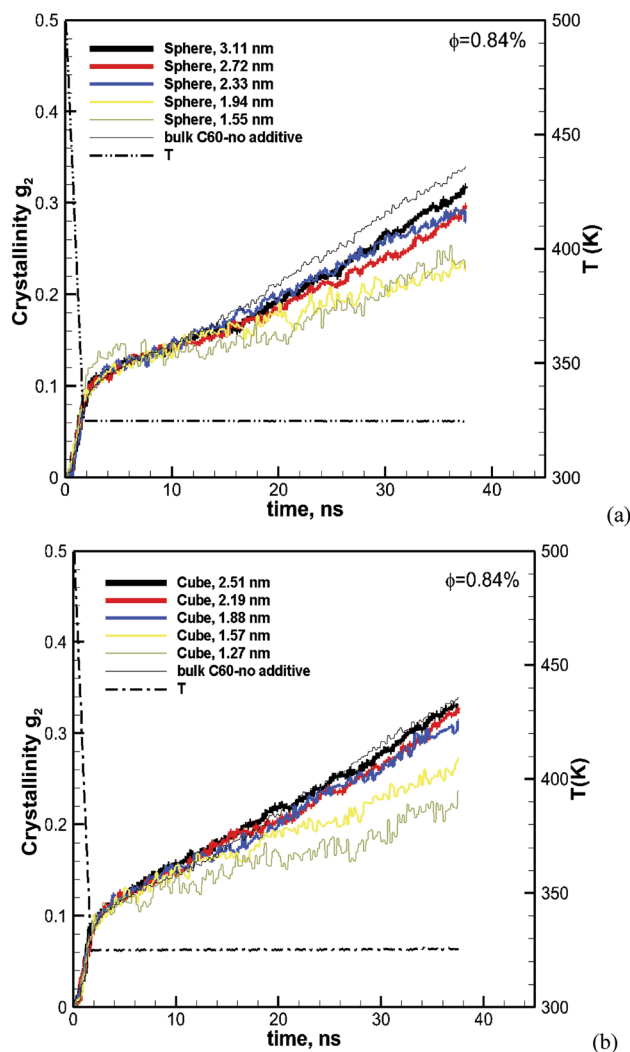 0.5
500
ϕ=0.84%
Sphere, 3.11 nm
Sphere, 2.72 nm
Sphere, 2.33 nm
Sphere, 1.94 nm
Sphere, 1.55 nm
bulk C60-no additive
T
0.4
450
0.3
400
0.2
350
0.1
0
300
Crystallinity g₂
T (K)
0 10 20 30 40
time, ns
(a)
0.5
500
ϕ=0.84%
Cube, 2.51 nm
Cube, 2.19 nm
Cube, 1.88 nm
Cube, 1.57 nm
Cube, 1.27 nm
bulk C60-no additive
T
0.4
450
0.3
400
0.2
350
0.1
0
300
Crystallinity g₂
T(K)
0 10 20 30 40
time, ns
(b)